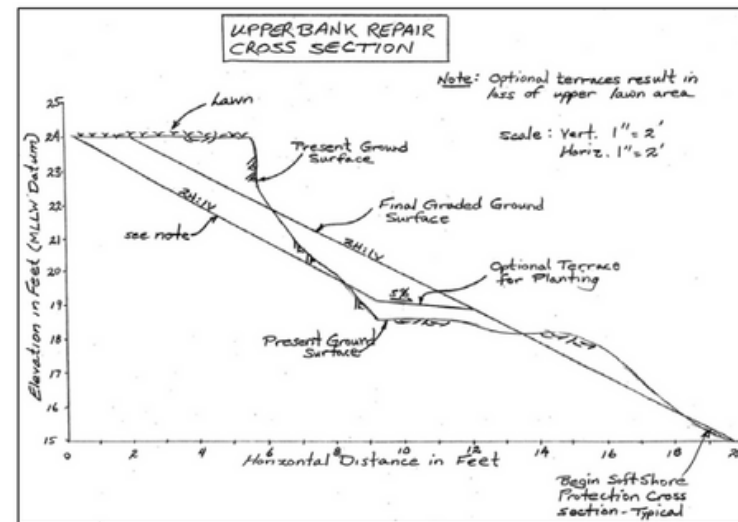 UPPERBANK REPAIR
CROSS SECTION
Note: Optional terraces result in
loss of upper lawn area
Scale: Vert. 1" = 2'
Horiz. 1" = 2'
Lawn
Present Ground
Surface
Final Graded Ground
Surface
2H:1V
2H:1V
see note
Optional Terrace
for Planting
5%
Present Ground
Surface
Elevation in Feet (MLLW Datum)
25
24
23
22
21
20
19
18
17
16
15
0 2 4 6 8 10 12 14 16 18 20
Horizontal Distance in Feet
Begin Soft Shore
Protection Cross
section - Typical